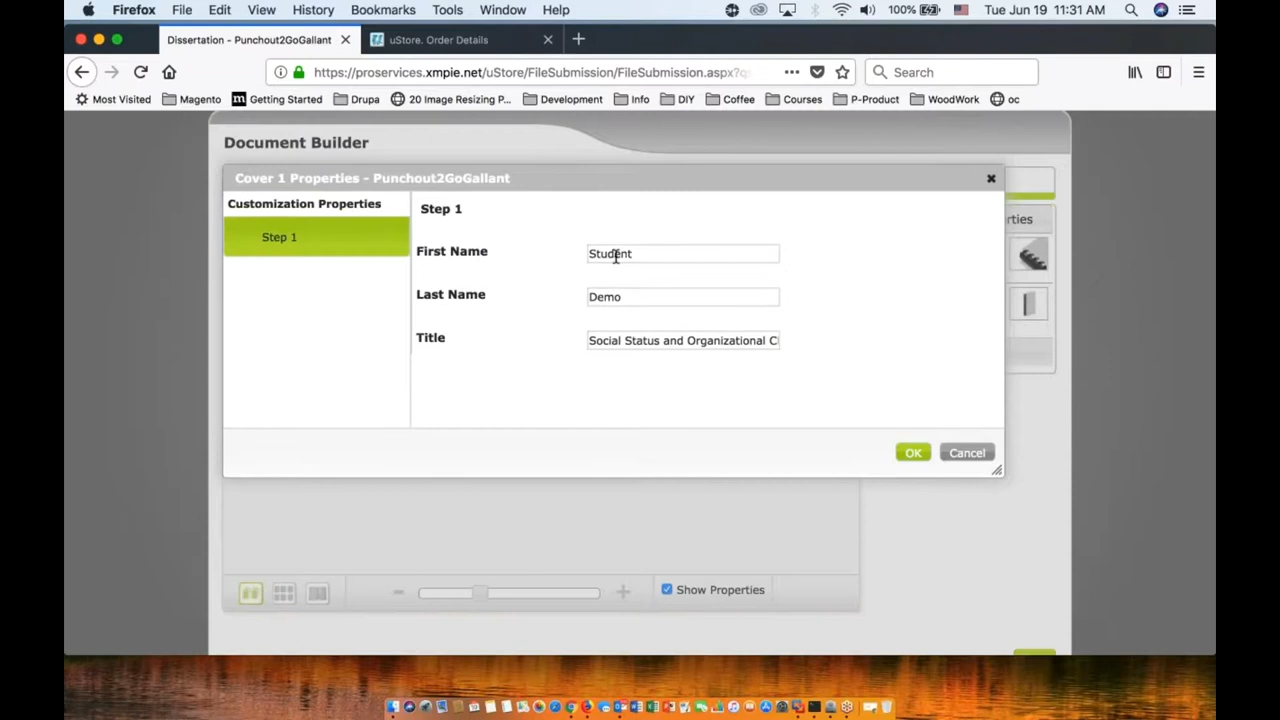 Firefox File Edit View History Bookmarks Tools Window Help 100% Tue Jun 19 11:31 AM
Dissertation - Punchout2GoGallant uStore. Order Details
https://proservices.xmpie.net/uStore/FileSubmission/FileSubmission.aspx?q Search
Most Visited Magento Getting Started Drupa 20 Image Resizing P... Development Info DIY Coffee Courses P-Product WoodWork oc
Document Builder
Cover 1 Properties - Punchout2GoGallant
Customization Properties
Step 1
rties
Step 1
First Name Student
Last Name Demo
Title Social Status and Organizational C
OK Cancel
Show Properties